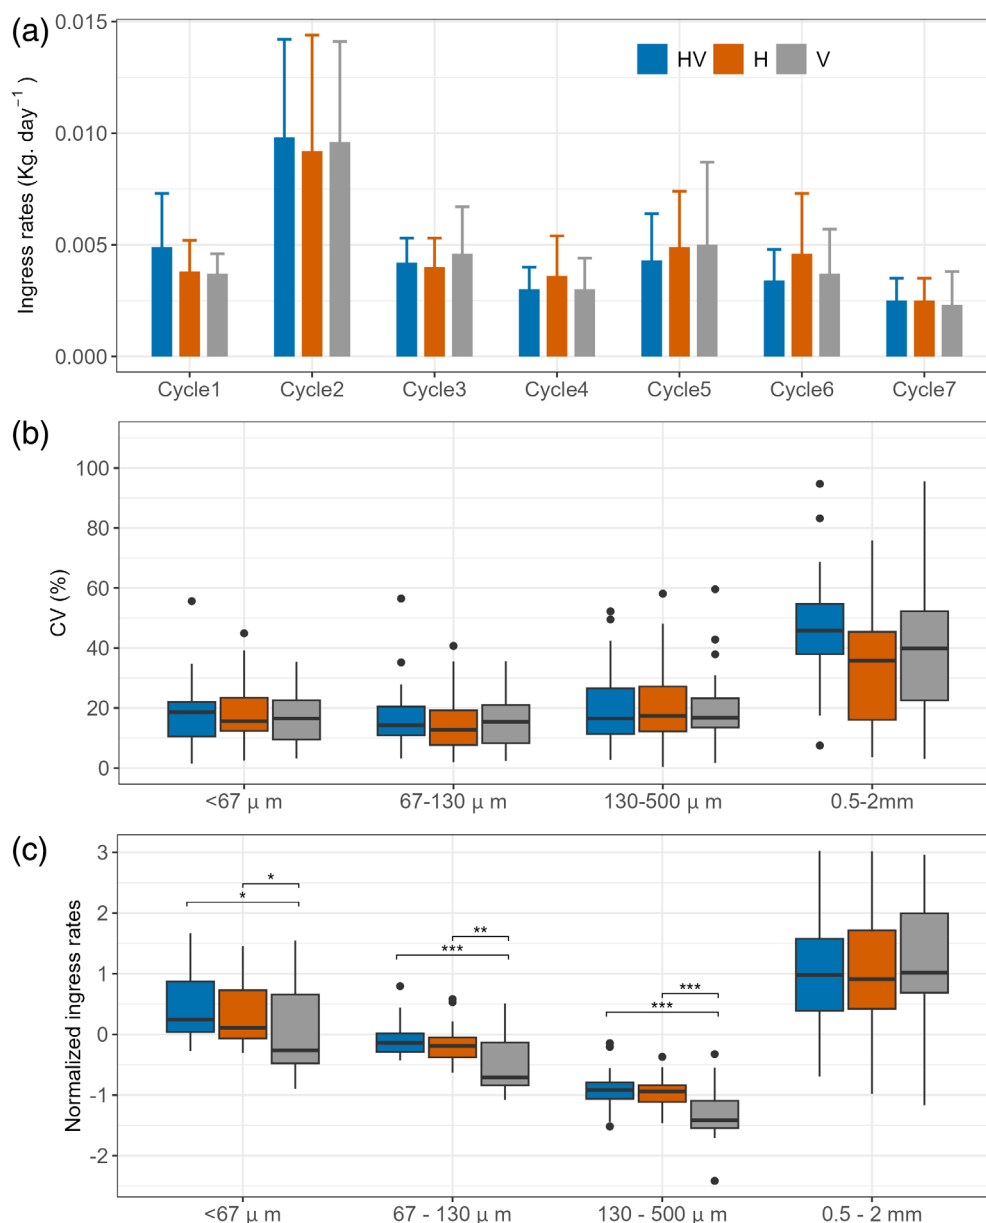 (a)
Ingress rates (Kg. day⁻¹ )
0.015
0.010
0.005
0.000
HV H V
Cycle1 Cycle2 Cycle3 Cycle4 Cycle5 Cycle6 Cycle7
(b)
CV (%)
100
80
60
40
20
0
<67 μ m 67-130 μ m 130-500 μ m 0.5-2mm
(c)
Normalized ingress rates
3
2
1
0
-1
-2
*
*
**
***
***
***
<67 μ m 67 - 130 μ m 130 - 500 μ m 0.5 - 2 mm